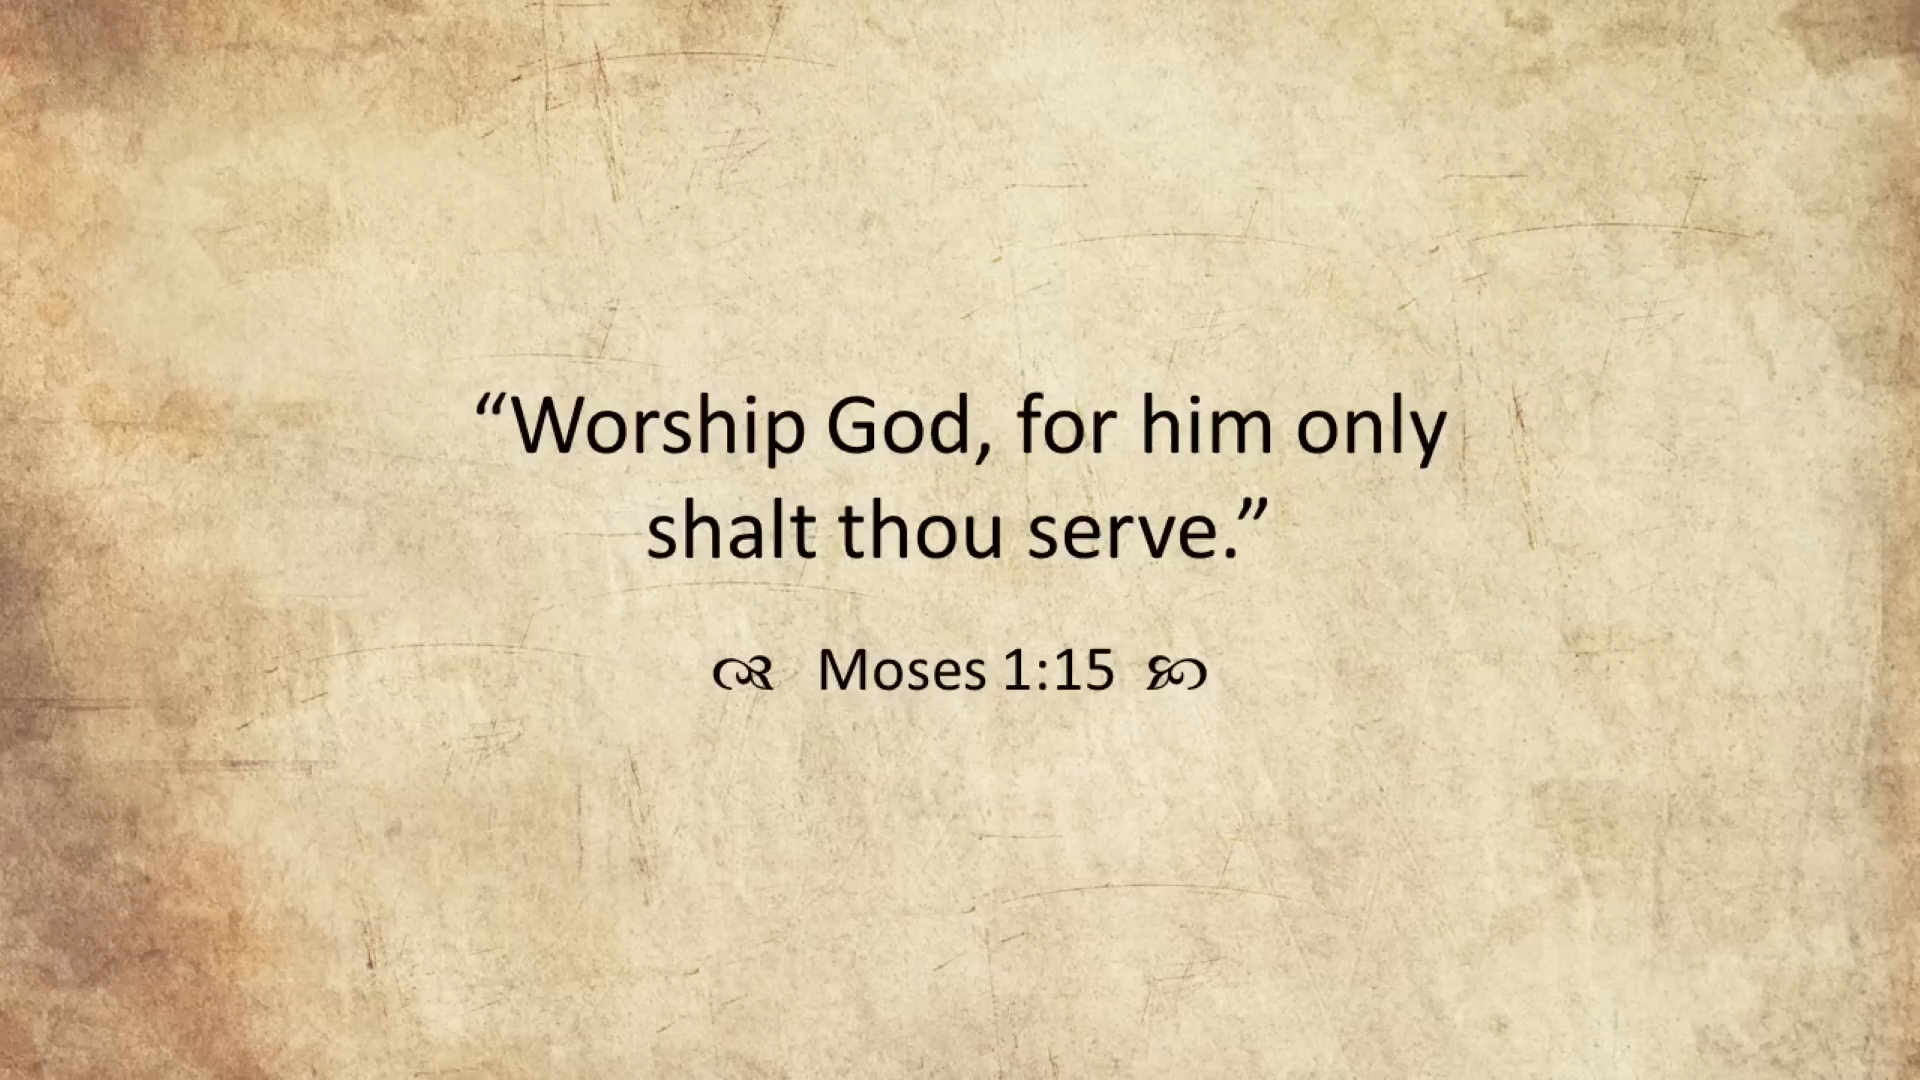 “Worship God, for him only
shalt thou serve.”
Moses 1:15